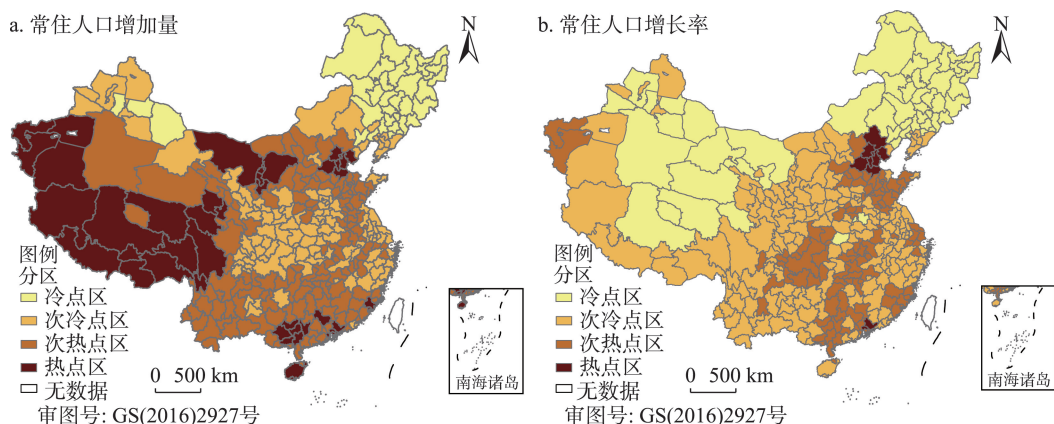 a. 常住人口增加量
N
图例
分区
冷点区
次冷点区
次热点区
热点区
无数据
0 500 km
南海诸岛
审图号: GS(2016)2927号
b. 常住人口增长率
N
图例
分区
冷点区
次冷点区
次热点区
热点区
无数据
0 500 km
南海诸岛
审图号: GS(2016)2927号